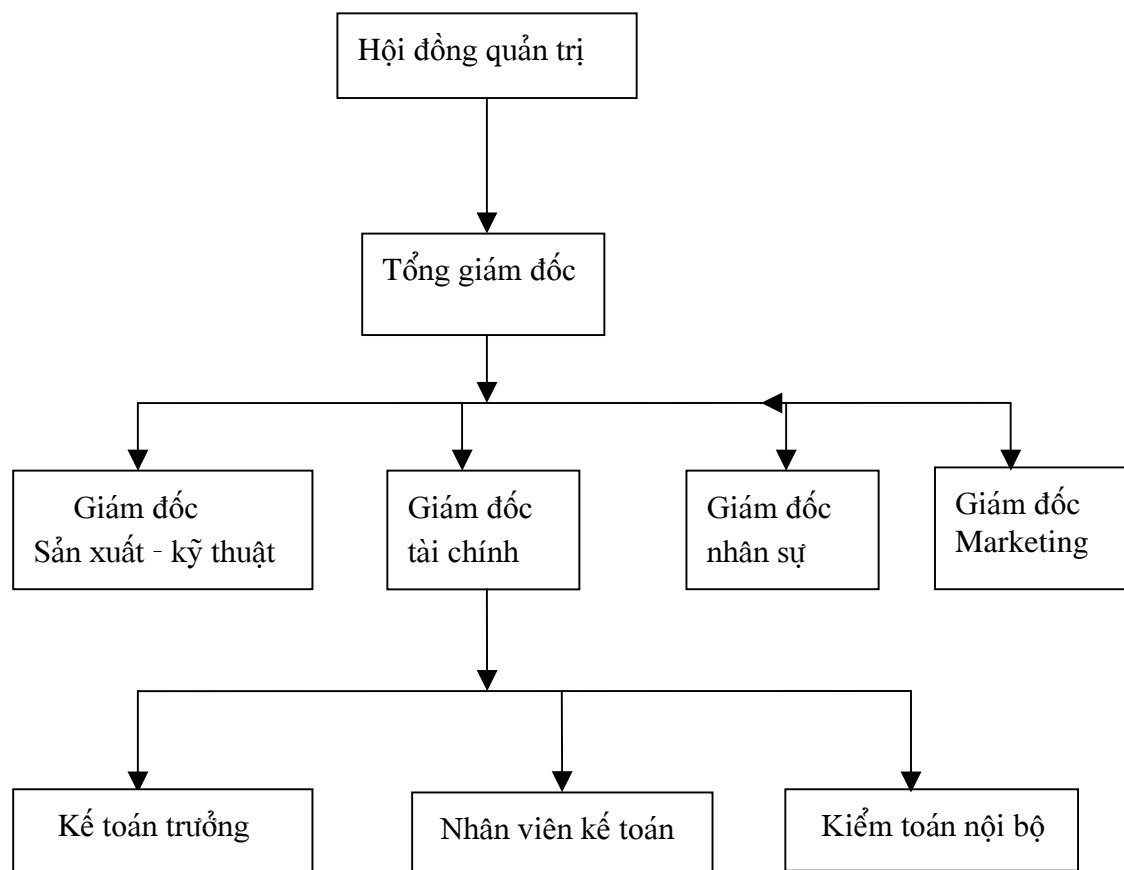 Hội đồng quản trị
Tổng giám đốc
Giám đốc
Sản xuất - kỹ thuật
Giám đốc
tài chính
Giám đốc
nhân sự
Giám đốc
Marketing
Kế toán trưởng
Nhân viên kế toán
Kiểm toán nội bộ